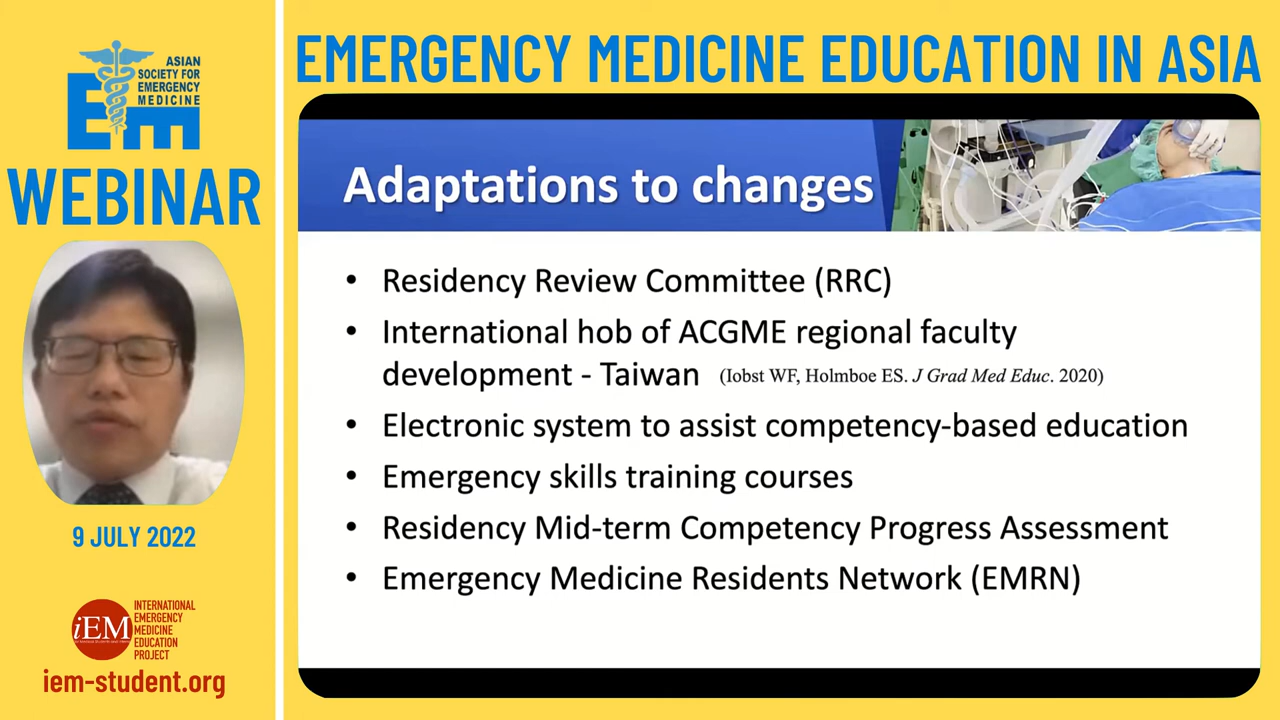 ASIAN
SOCIETY FOR
EMERGENCY
MEDICINE
EM
WEBINAR
9 JULY 2022
iEM
INTERNATIONAL
EMERGENCY
MEDICINE
EDUCATION
PROJECT
iem-student.org
EMERGENCY MEDICINE EDUCATION IN ASIA
Adaptations to changes
• Residency Review Committee (RRC)
• International hob of ACGME regional faculty
development - Taiwan (Iobst WF, Holmboe ES. J Grad Med Educ. 2020)
• Electronic system to assist competency-based education
• Emergency skills training courses
• Residency Mid-term Competency Progress Assessment
• Emergency Medicine Residents Network (EMRN)